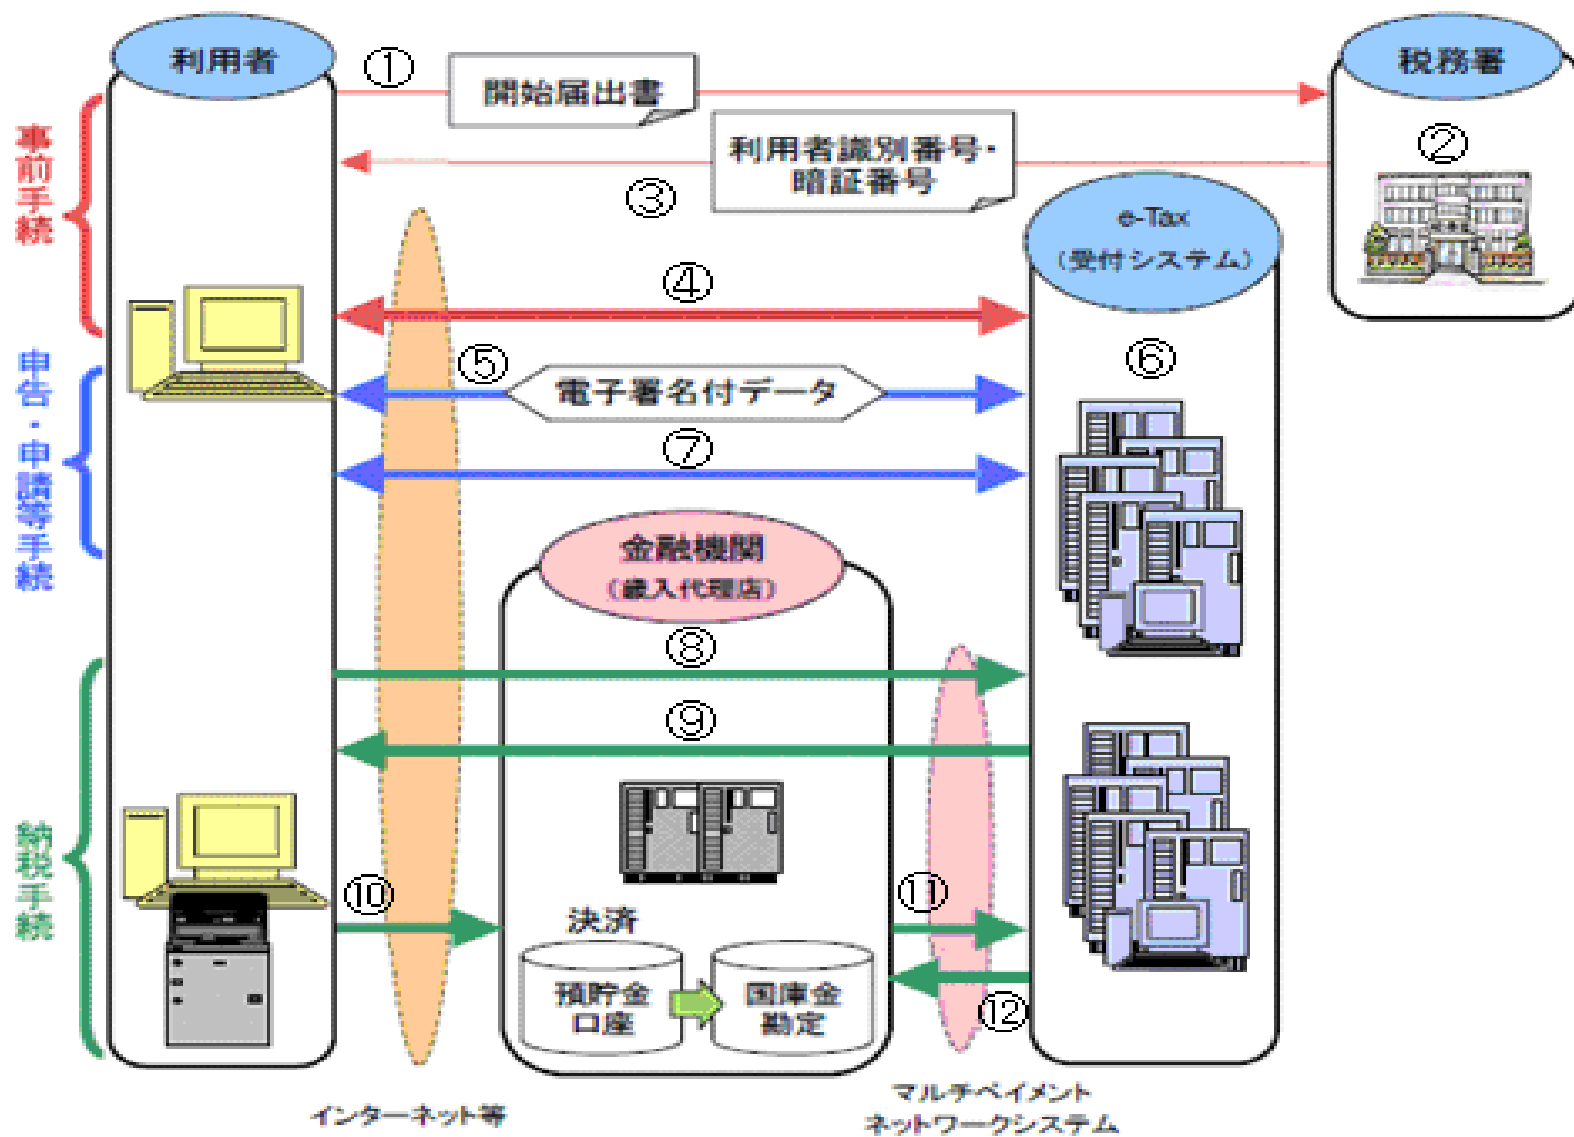 利用者
①
開始届出書
税務署
②
利用者識別番号・
暗証番号
③
事前手続
e-Tax
(受付システム)
④
⑤
電子署名付データ
⑥
⑦
申告・申請等手続
金融機関
(歳入代理店)
⑧
⑨
納税手続
⑩
⑪
決済
預貯金
口座
国庫金
勘定
⑫
インターネット等
マルチペイメント
ネットワークシステム